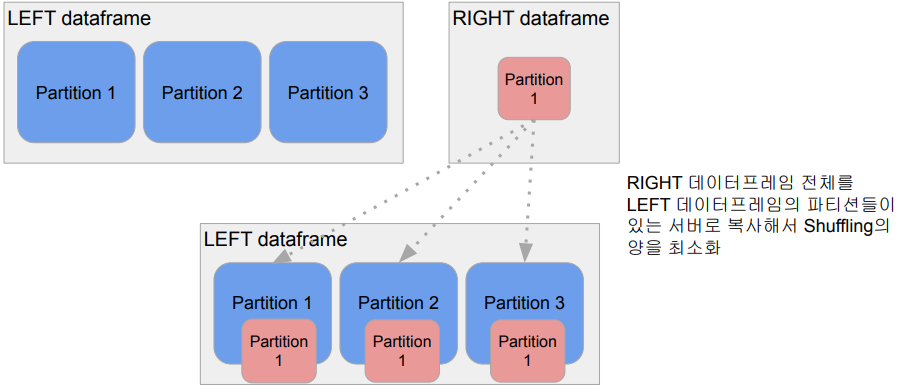 LEFT dataframe
Partition 1
Partition 2
Partition 3
RIGHT dataframe
Partition
1
RIGHT 데이터프레임 전체를
LEFT 데이터프레임의 파티션들이
있는 서버로 복사해서 Shuffling의
양을 최소화
LEFT dataframe
Partition 1
Partition 2
Partition 3
Partition
1
Partition
1
Partition
1